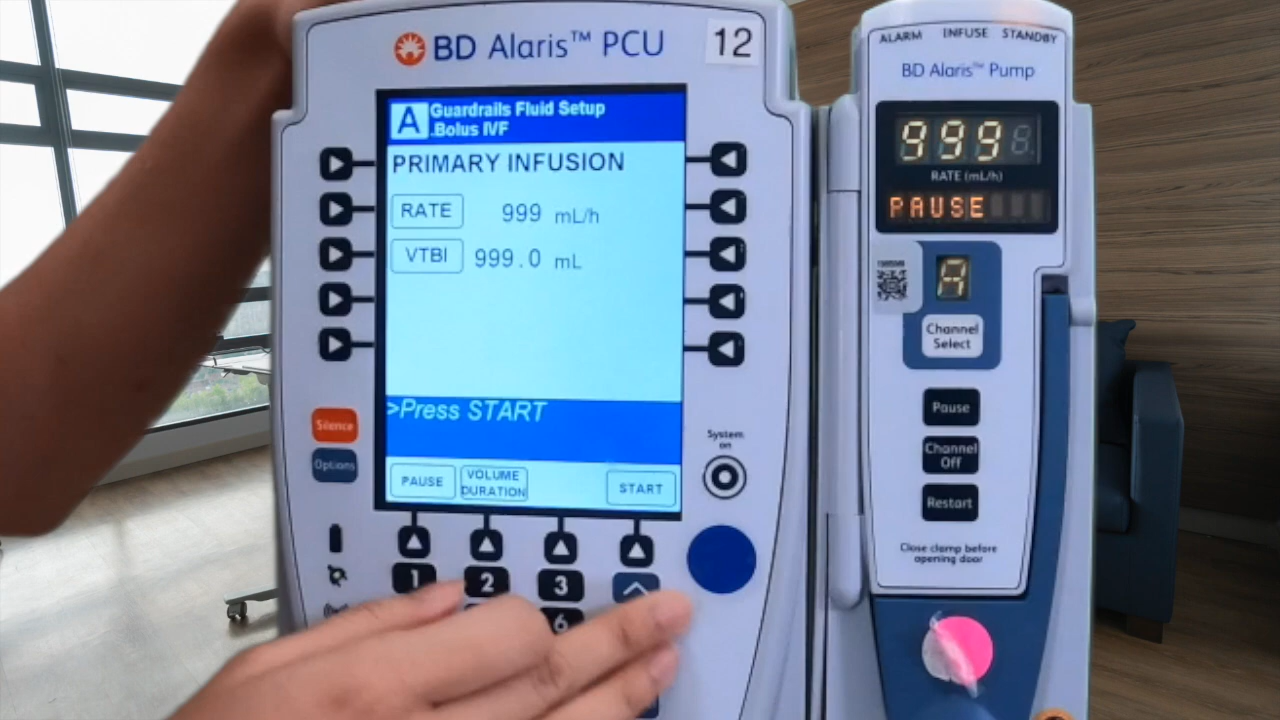 BD Alaris™ PCU
12
A
Guardrails Fluid Setup
.Bolus IVF
PRIMARY INFUSION
RATE 999 mL/h
VTBI 999.0 mL
>Press START
PAUSE
VOLUME
DURATION
START
Silence
Options
System
on
1 2 3
6
ALARM INFUSE STANDBY
BD Alaris™ Pump
999
RATE (mL/h)
PAUSE
A
Channel
Select
Pause
Channel
Off
Restart
Close clamp before
opening door